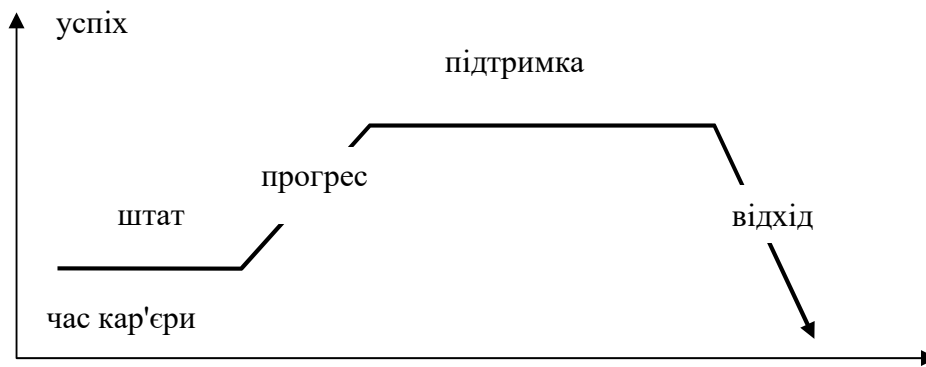 успіх
підтримка
прогрес
штат
відхід
час кар'єри